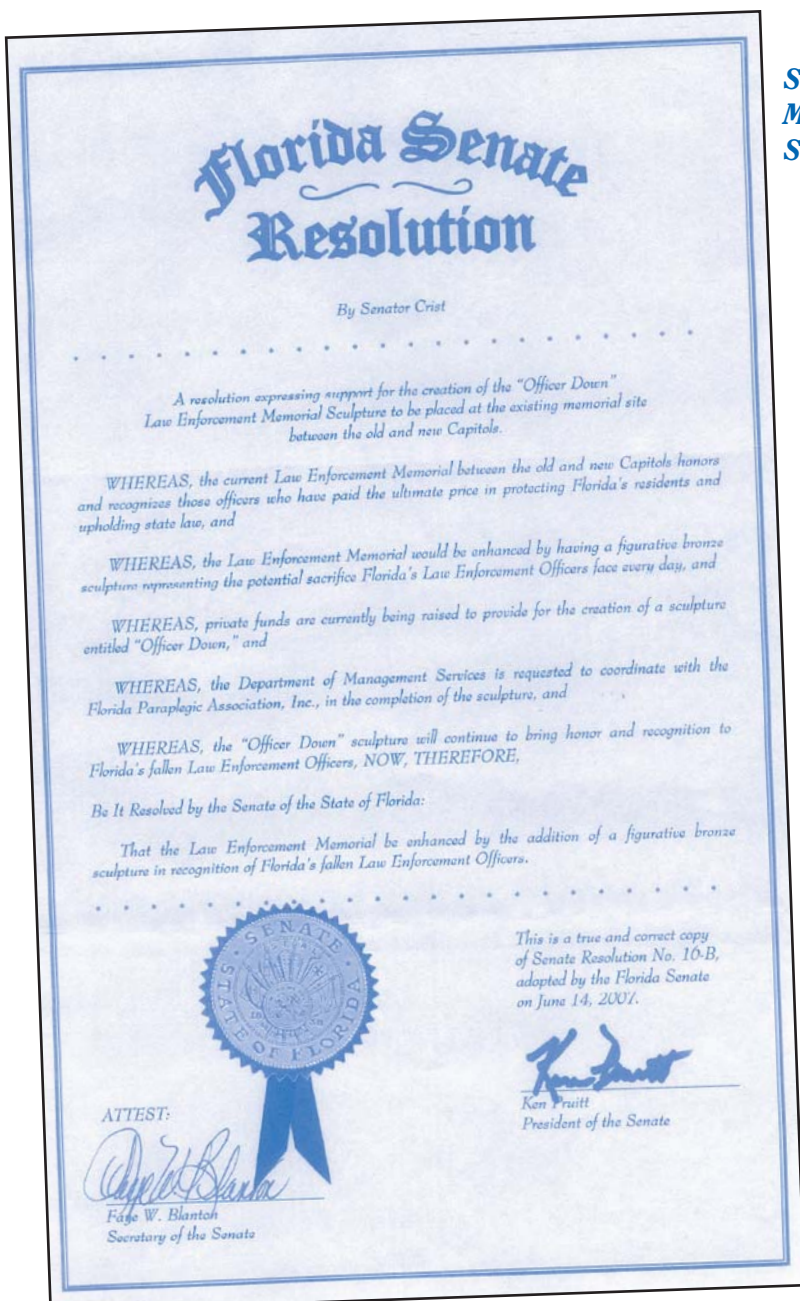 Florida Senate
Resolution
By Senator Crist
A resolution expressing support for the creation of the "Officer Down"
Law Enforcement Memorial Sculpture to be placed at the existing memorial site
between the old and new Capitols.
WHEREAS, the current Law Enforcement Memorial between the old and new Capitols honors
and recognizes those officers who have paid the ultimate price in protecting Florida's residents and
upholding state law, and
WHEREAS, the Law Enforcement Memorial would be enhanced by having a figurative bronze
sculpture representing the potential sacrifice Florida's Law Enforcement Officers face every day, and
WHEREAS, private funds are currently being raised to provide for the creation of a sculpture
entitled "Officer Down," and
WHEREAS, the Department of Management Services is requested to coordinate with the
Florida Paraplegic Association, Inc., in the completion of the sculpture, and
WHEREAS, the "Officer Down" sculpture will continue to bring honor and recognition to
Florida's fallen Law Enforcement Officers, NOW, THEREFORE,
Be It Resolved by the Senate of the State of Florida:
That the Law Enforcement Memorial be enhanced by the addition of a figurative bronze
sculpture in recognition of Florida's fallen Law Enforcement Officers.
SENATE
STATE OF FLORIDA
This is a true and correct copy
of Senate Resolution No. 16-B,
adopted by the Florida Senate
on June 14, 2007.
Ken Pruitt
Ken Pruitt
President of the Senate
ATTEST:
Faye W. Blanton
Faye W. Blanton
Secretary of the Senate
S
M
S